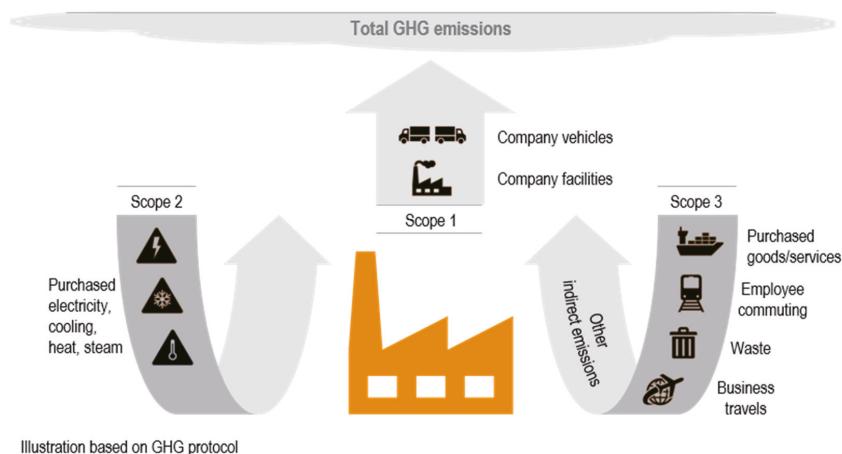 Total GHG emissions
Company vehicles
Company facilities
Scope 2
Scope 1
Scope 3
Purchased
electricity,
cooling,
heat, steam
Other
indirect emissions
Purchased
goods/services
Employee
commuting
Waste
Business
travels
Illustration based on GHG protocol